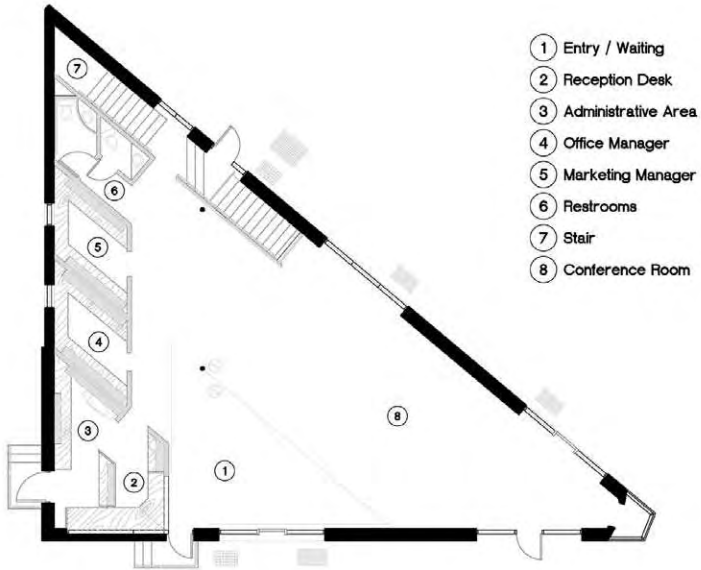 1 Entry / Waiting
2 Reception Desk
3 Administrative Area
4 Office Manager
5 Marketing Manager
6 Restrooms
7 Stair
8 Conference Room
7
6
5
4
8
3
1
2